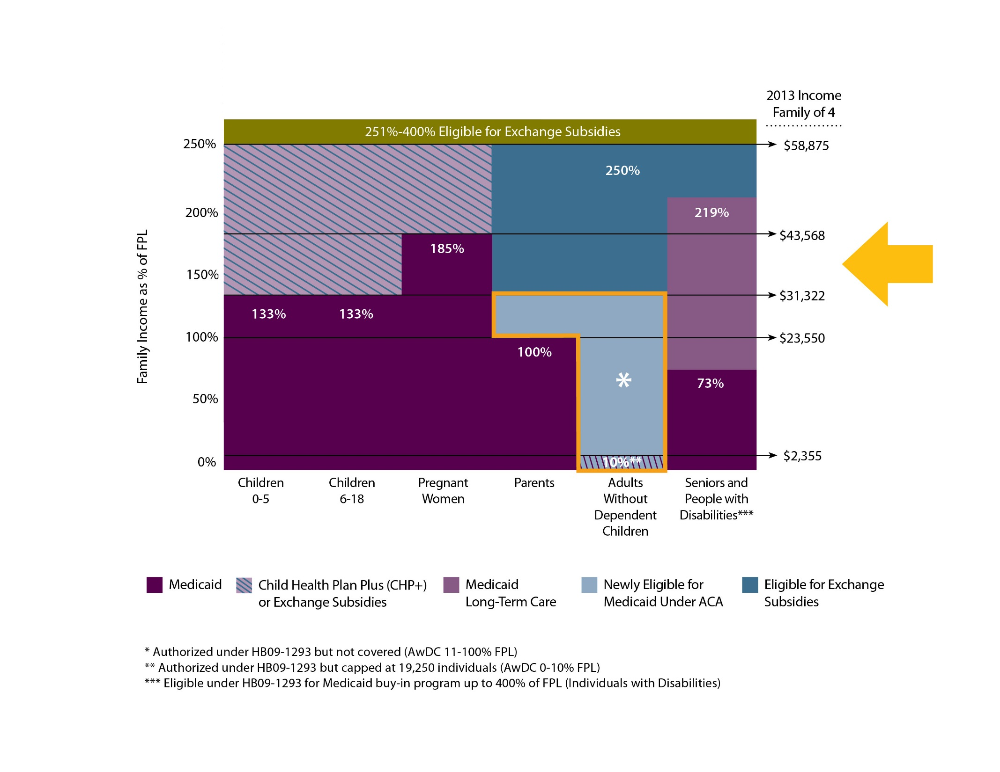 2013 Income
Family of 4
251%-400% Eligible for Exchange Subsidies
250%
$58,875
250%
200%
219%
$43,568
185%
150%
$31,322
133%
133%
100%
$23,550
100%
73%
*
50%
$2,355
0%
10%**
Family Income as % of FPL
Children
0-5
Children
6-18
Pregnant
Women
Parents
Adults
Without
Dependent
Children
Seniors and
People with
Disabilities***
Medicaid
Child Health Plan Plus (CHP+)
or Exchange Subsidies
Medicaid
Long-Term Care
Newly Eligible for
Medicaid Under ACA
Eligible for Exchange
Subsidies
* Authorized under HB09-1293 but not covered (AwDC 11-100% FPL)
** Authorized under HB09-1293 but capped at 19,250 individuals (AwDC 0-10% FPL)
*** Eligible under HB09-1293 for Medicaid buy-in program up to 400% of FPL (Individuals with Disabilities)